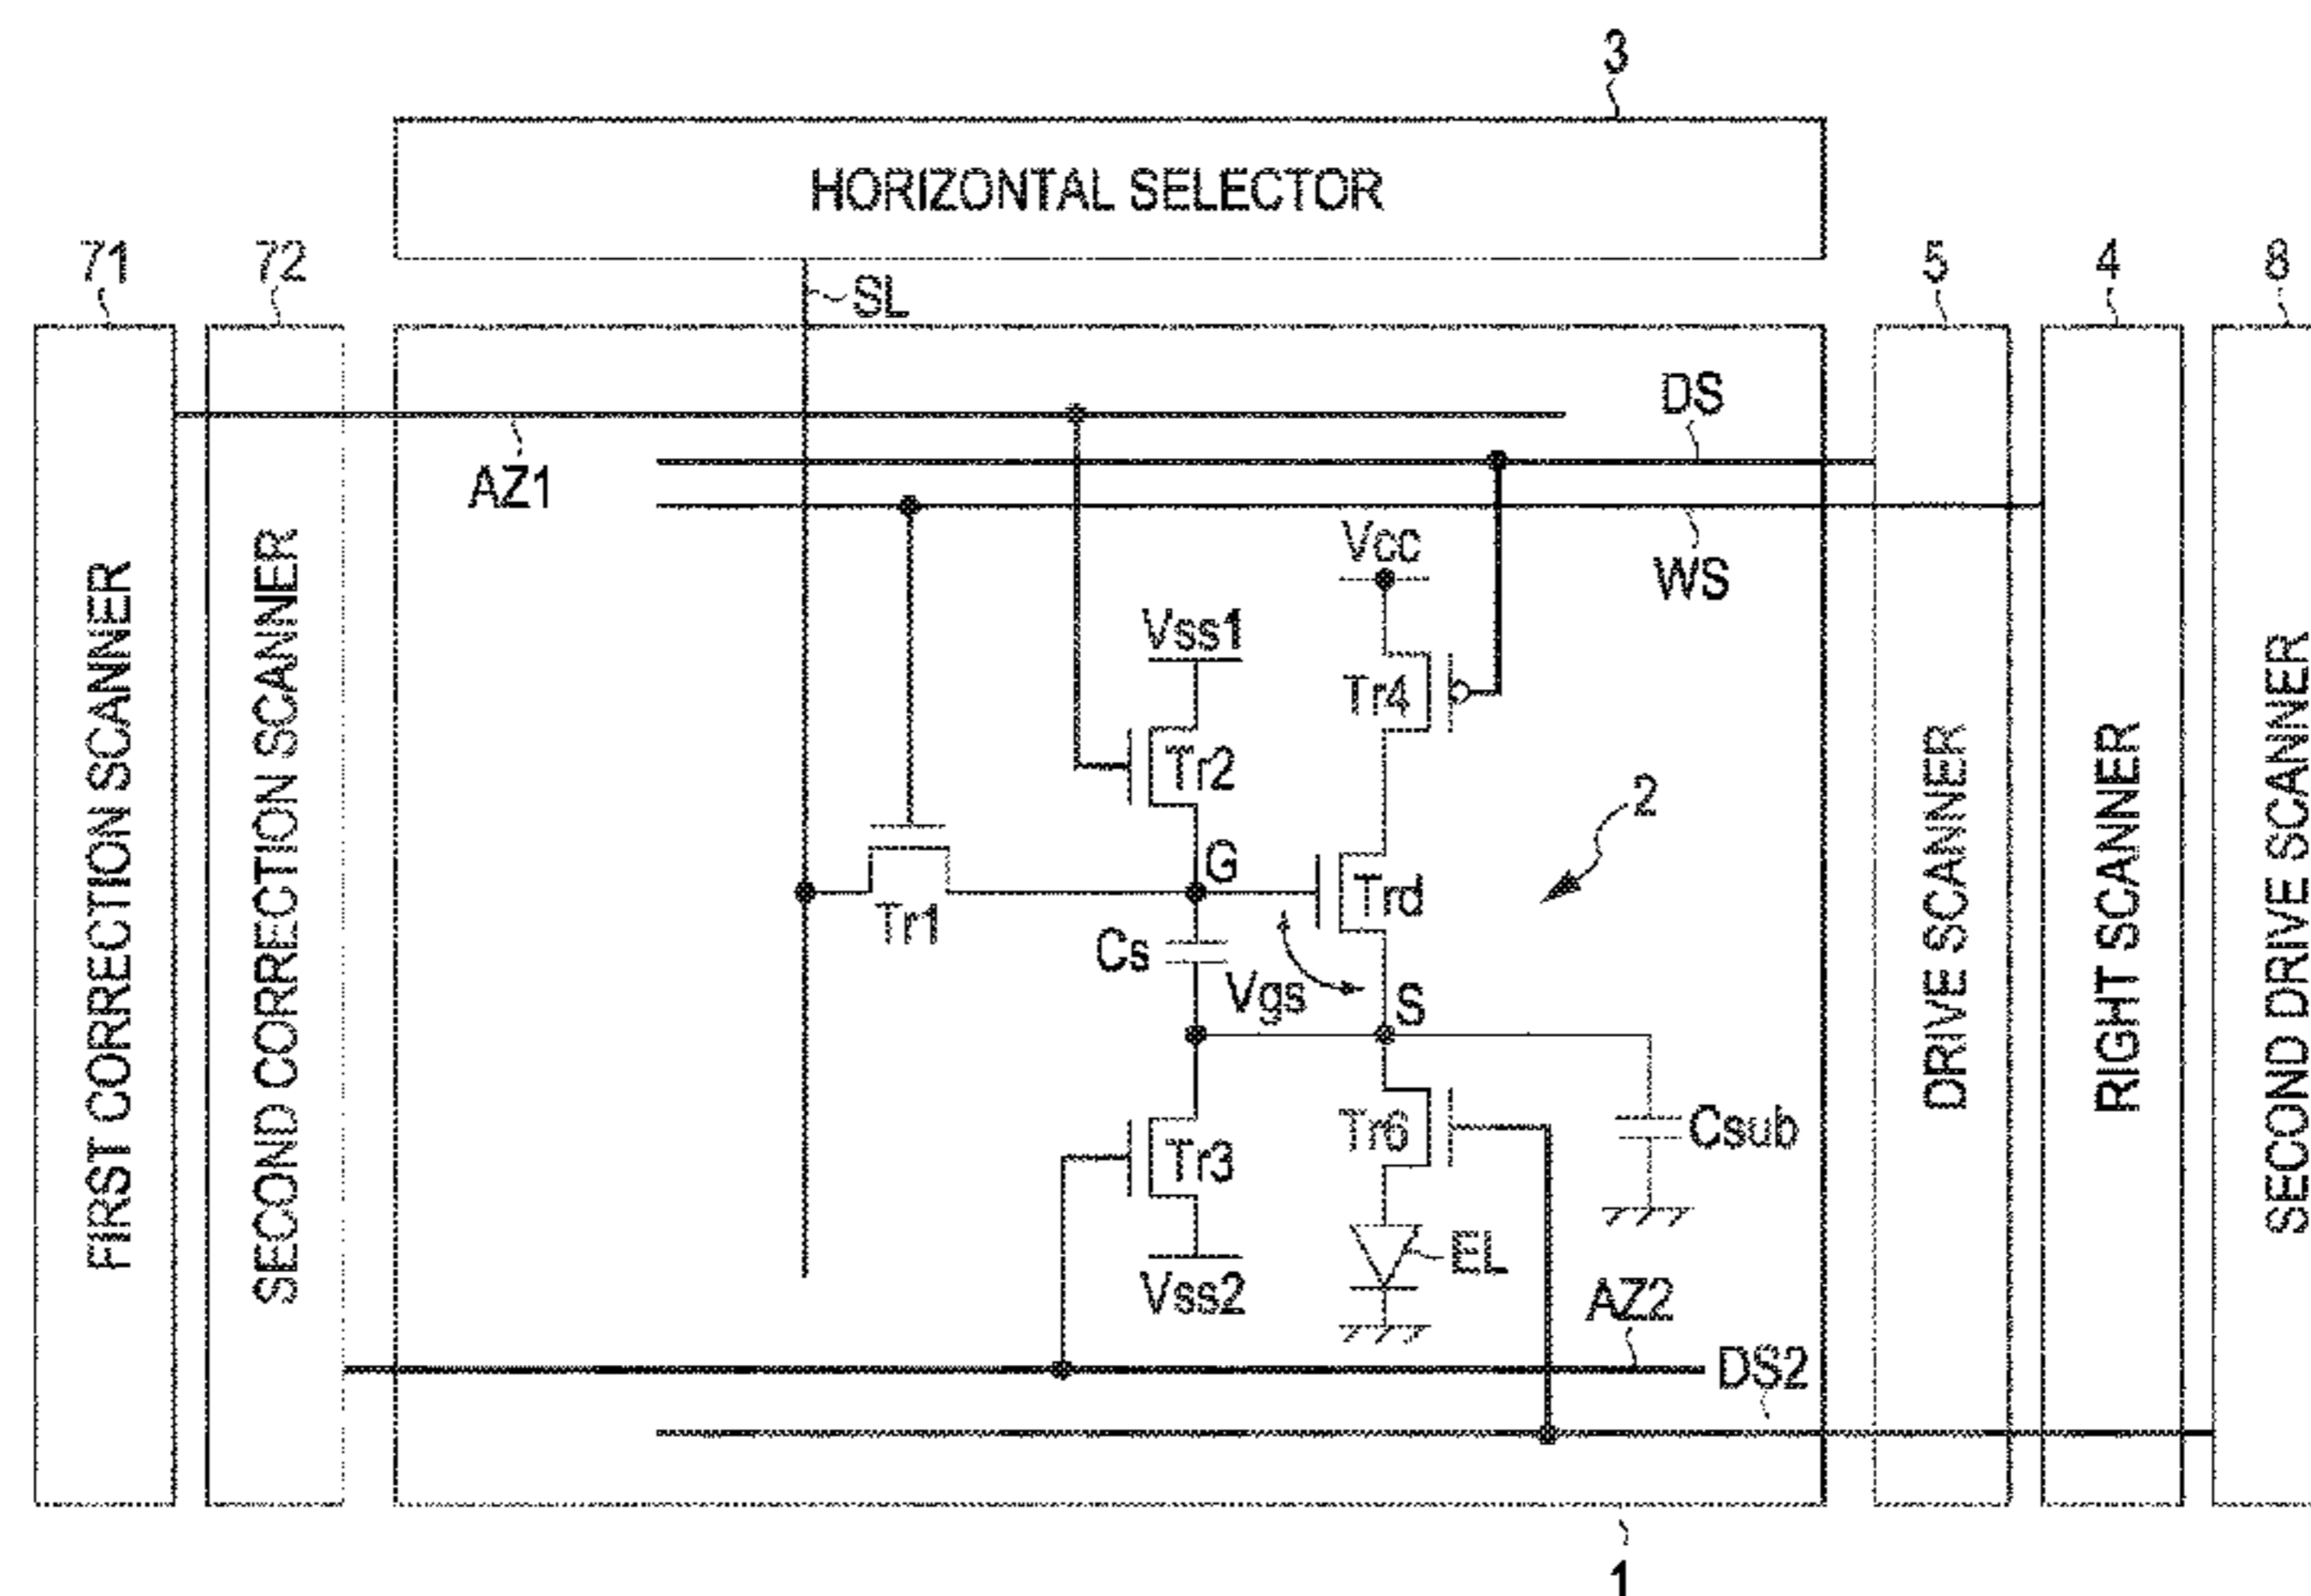 3
HORIZONTAL SELECTOR
71
72
SL
5
4
8
DS
AZ1
WS
Vcc
Vss1
Tr4
Tr2
2
G
Trd
Tr1
Cs
Vgs
S
Tr6
Csub
Tr3
EL
Vss2
AZ2
DS2
FIRST CORRECTION SCANNER
SECOND CORRECTION SCANNER
DRIVE SCANNER
RIGHT SCANNER
SECOND DRIVE SCANNER
1